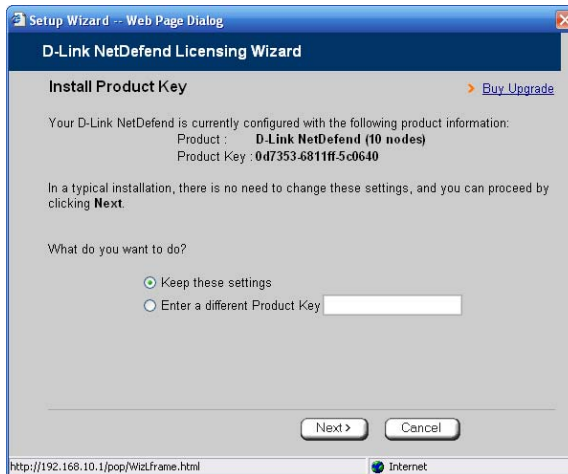 Setup Wizard -- Web Page Dialog
D-Link NetDefend Licensing Wizard
Install Product Key
> Buy Upgrade
Your D-Link NetDefend is currently configured with the following product information:
Product : D-Link NetDefend (10 nodes)
Product Key : 0d7353-6811ff-5c0640
In a typical installation, there is no need to change these settings, and you can proceed by
clicking Next.
What do you want to do?
Keep these settings
Enter a different Product Key
Next >
Cancel
http://192.168.10.1/pop/WizLframe.html
Internet